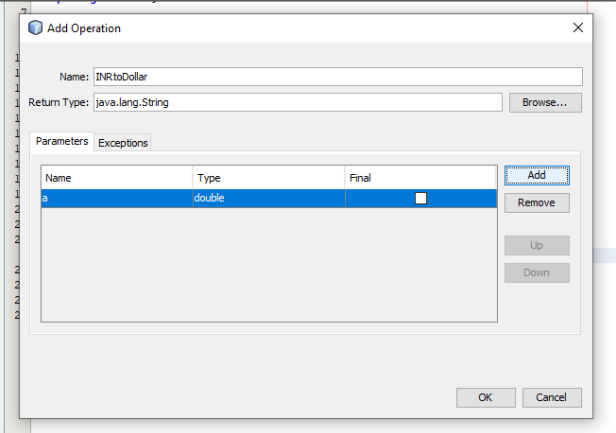 Add Operation
Name: INRtoDollar
Return Type: java.lang.String Browse...
Parameters Exceptions
Name Type Final Add
a double Remove
Up
Down
OK Cancel